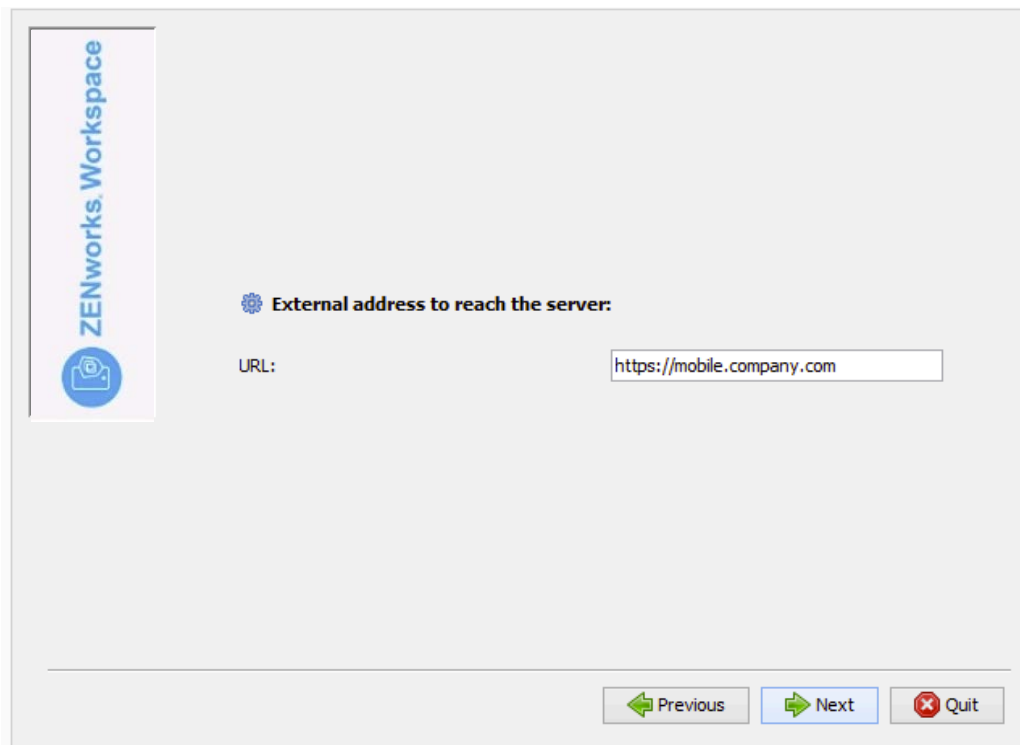 ZENworks. Workspace
External address to reach the server:
URL:
https://mobile.company.com
Previous
Next
Quit